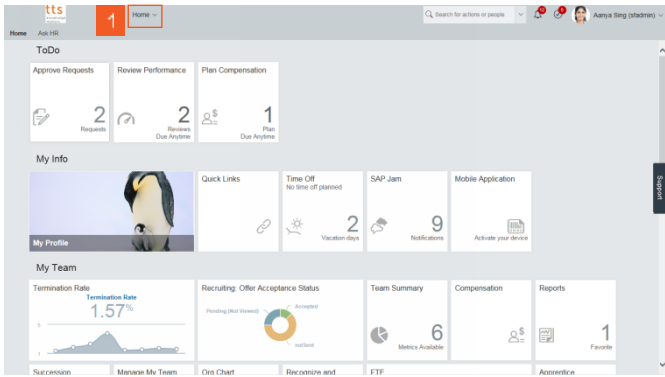 tts
1
Home
Search for actions or people
Aanya Sing (sfadmin)
Home Ask HR
ToDo
Approve Requests
2
Requests
Review Performance
2
Reviews
Due Anytime
Plan Compensation
1
Plan
Due Anytime
My Info
My Profile
Quick Links
Time Off
No time off planned
2
Vacation days
SAP Jam
9
Notifications
Mobile Application
Activate your device
Support
My Team
Termination Rate
Termination Rate
1.57%
5
1
Recruiting: Offer Acceptance Status
Pending (Not Viewed)
Accepted
Team Summary
6
Metrics Available
Compensation
Reports
1
Favorite
Succession
Manage My Team
Org Chart
Recognize and
FTE
Apprentice